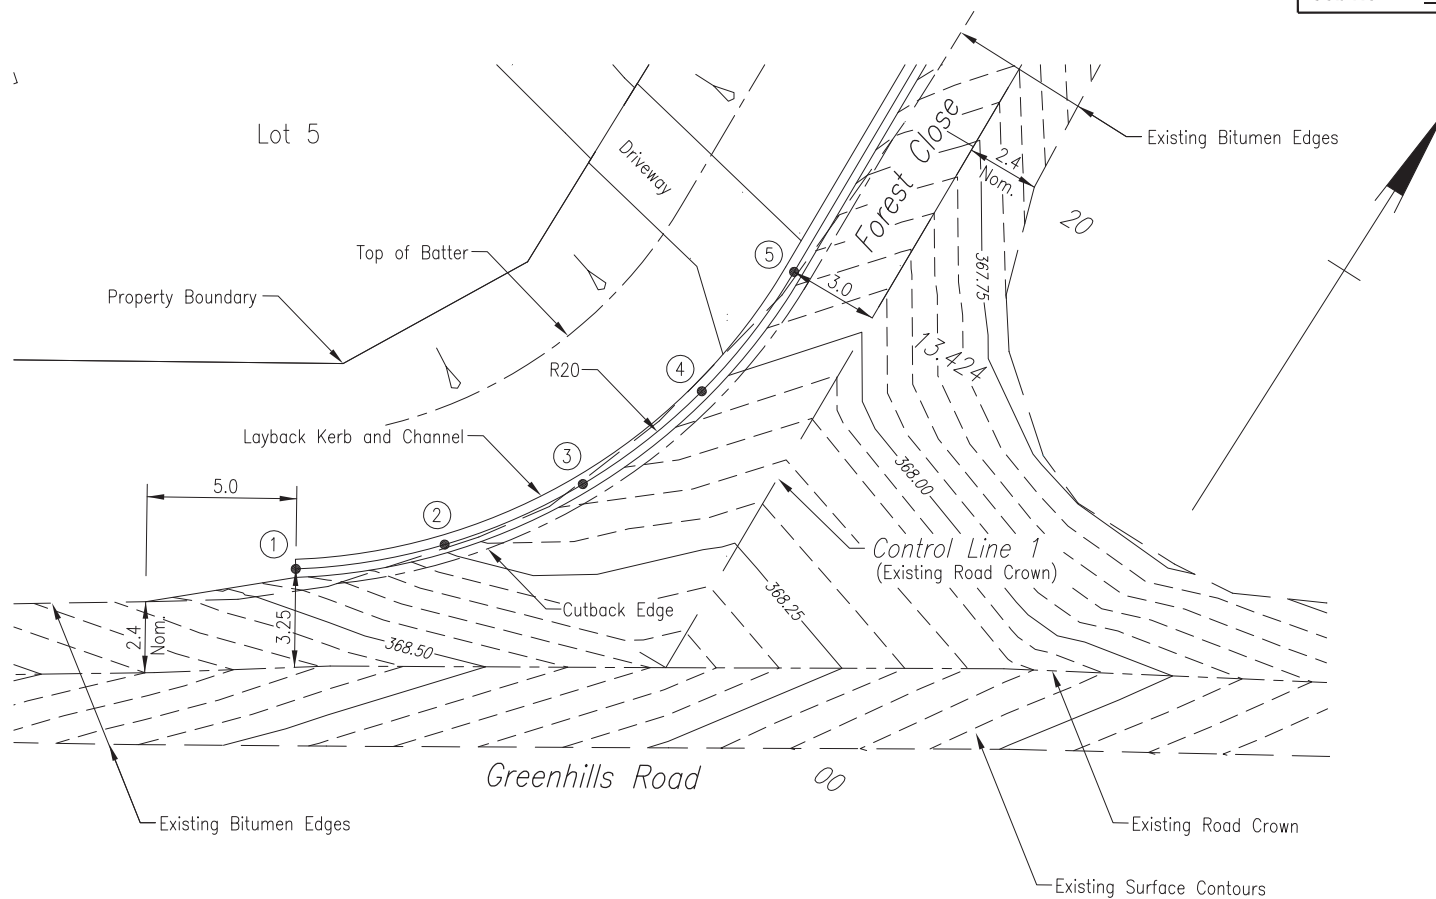 Lot 5
Driveway
Forest Close
Existing Bitumen Edges
2.4
Nom.
20
Top of Batter
5
3.0
367.75
Property Boundary
13.424
R20
4
Layback Kerb and Channel
3
368.00
5.0
2
1
Control Line 1
(Existing Road Crown)
Cutback Edge
368.25
2.4
Nom.
3.25
368.50
Greenhills Road
00
Existing Bitumen Edges
Existing Road Crown
Existing Surface Contours